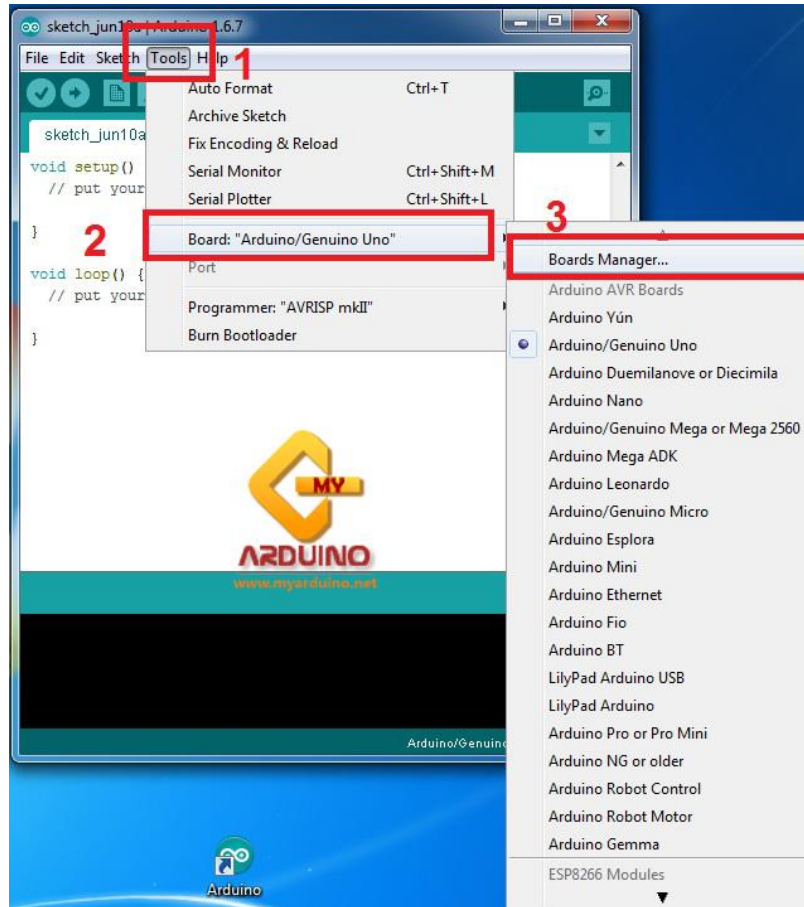 sketch_jun10a | Arduino 1.6.7
File Edit Sketch Tools Help
1
Auto Format Ctrl+T
Archive Sketch
Fix Encoding & Reload
Serial Monitor Ctrl+Shift+M
Serial Plotter Ctrl+Shift+L
Board: "Arduino/Genuino Uno"
Port
Programmer: "AVRISP mkII"
Burn Bootloader
sketch_jun10a
void setup()
// put your
}
2
void loop() {
// put your
}
3
Boards Manager...
Arduino AVR Boards
Arduino Yún
Arduino/Genuino Uno
Arduino Duemilanove or Diecimila
Arduino Nano
Arduino/Genuino Mega or Mega 2560
Arduino Mega ADK
Arduino Leonardo
Arduino/Genuino Micro
Arduino Esplora
Arduino Mini
Arduino Ethernet
Arduino Fio
Arduino BT
LilyPad Arduino USB
LilyPad Arduino
Arduino Pro or Pro Mini
Arduino NG or older
Arduino Robot Control
Arduino Robot Motor
Arduino Gemma
ESP8266 Modules
MY
ARDUINO
www.myarduino.net
Arduino/Genuino
Arduino